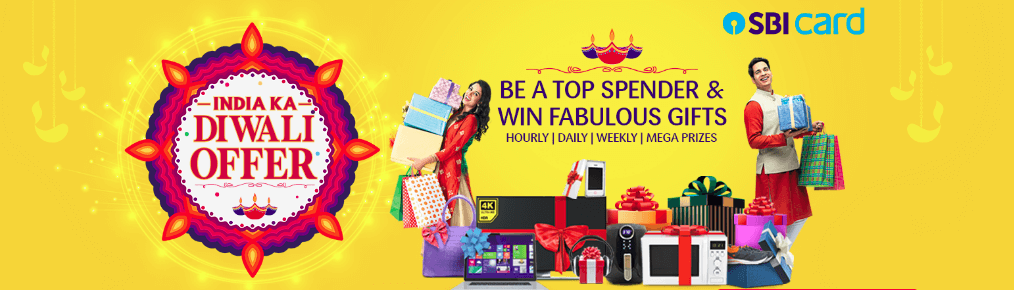 SBI card
INDIA KA
DIWALI
OFFER
BE A TOP SPENDER &
WIN FABULOUS GIFTS
HOURLY | DAILY | WEEKLY | MEGA PRIZES
4K